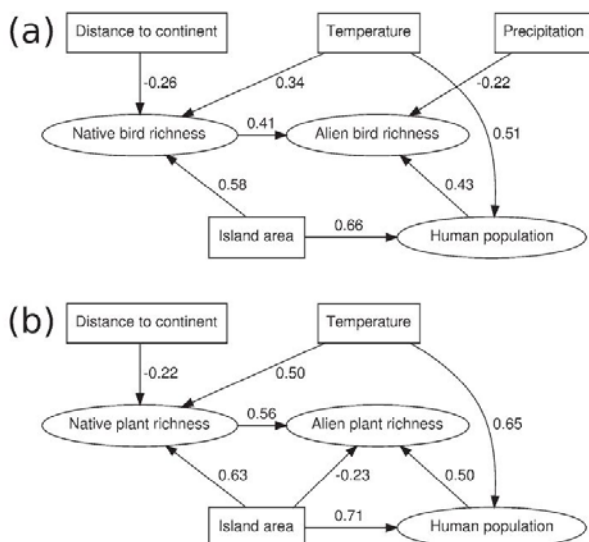 (a)
Distance to continent
Temperature
Precipitation
-0.26
0.34
-0.22
Native bird richness
0.41
Alien bird richness
0.51
0.58
0.43
Island area
0.66
Human population
(b)
Distance to continent
Temperature
-0.22
0.50
Native plant richness
0.56
Alien plant richness
0.65
0.63
-0.23
0.50
Island area
0.71
Human population